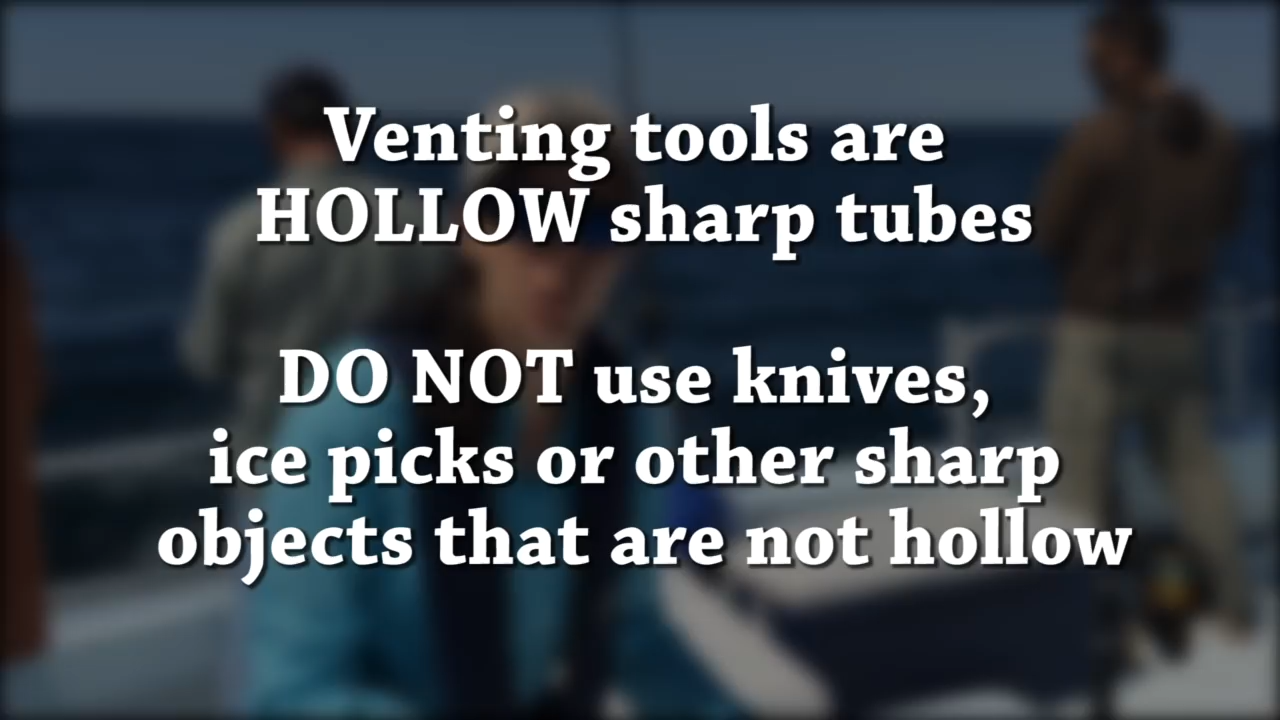 Venting tools are
HOLLOW sharp tubes
DO NOT use knives,
ice picks or other sharp
objects that are not hollow